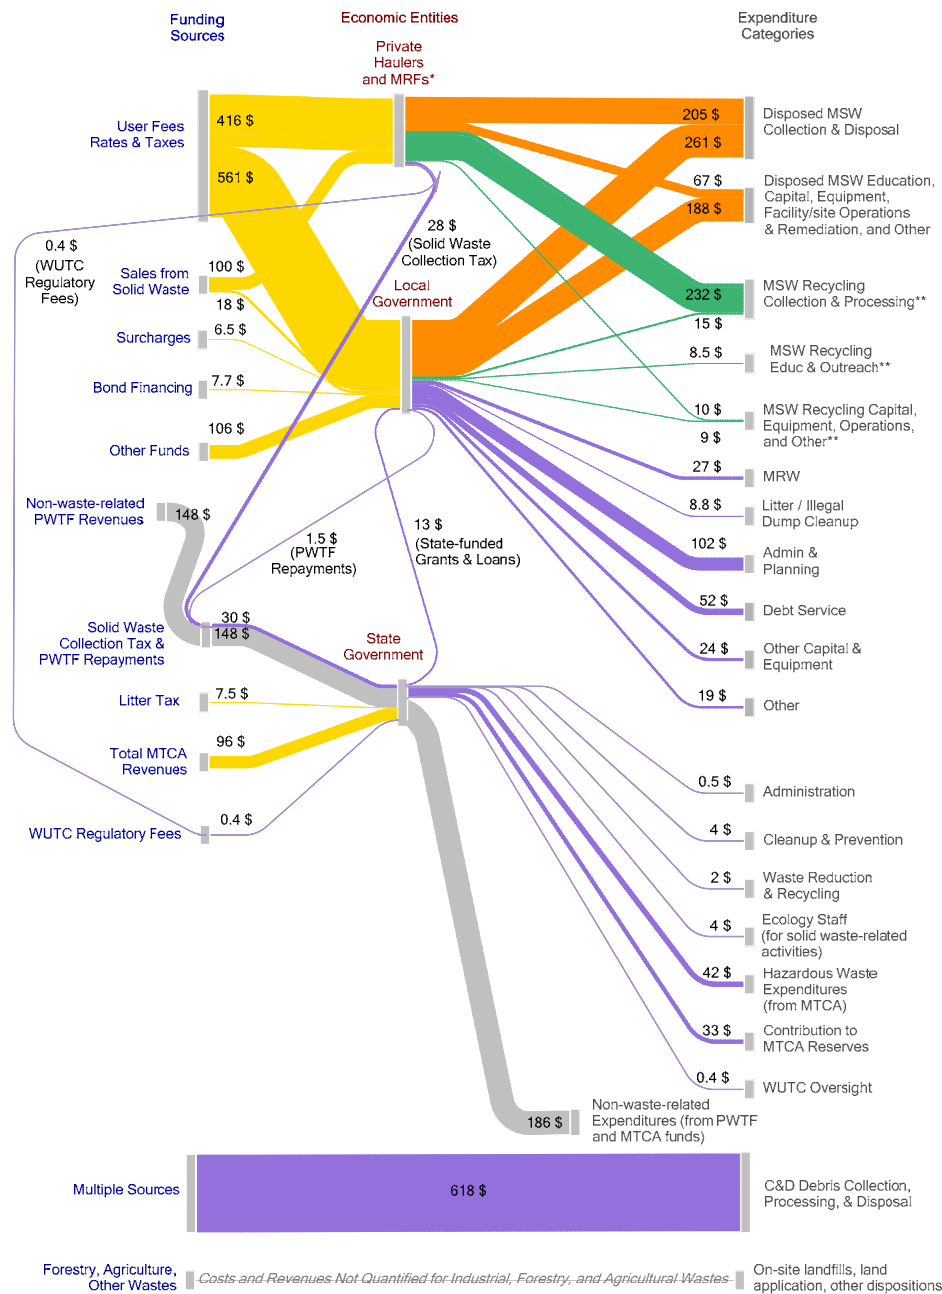 Funding
Sources
Economic Entities
Expenditure
Categories
Private
Haulers
and MRFs*
User Fees
Rates & Taxes
416 $
561 $
205 $
261 $
Disposed MSW
Collection & Disposal
67 $
188 $
Disposed MSW Education,
Capital, Equipment,
Facility/site Operations
& Remediation, and Other
0.4 $
(WUTC
Regulatory
Fees)
28 $
(Solid Waste
Collection Tax)
Sales from
Solid Waste
100 $
18 $
Local
Government
232 $
15 $
MSW Recycling
Collection & Processing**
Surcharges
6.5 $
8.5 $
MSW Recycling
Educ & Outreach**
Bond Financing
7.7 $
10 $
9 $
MSW Recycling Capital,
Equipment, Operations,
and Other**
Other Funds
106 $
27 $
MRW
Non-waste-related
PWTF Revenues
148 $
8.8 $
Litter / Illegal
Dump Cleanup
1.5 $
(PWTF
Repayments)
13 $
(State-funded
Grants & Loans)
102 $
Admin &
Planning
52 $
Debt Service
Solid Waste
Collection Tax &
PWTF Repayments
30 $
148 $
State
Government
24 $
Other Capital &
Equipment
Litter Tax
7.5 $
19 $
Other
Total MTCA
Revenues
96 $
0.5 $
Administration
WUTC Regulatory Fees
0.4 $
4 $
Cleanup & Prevention
2 $
Waste Reduction
& Recycling
4 $
Ecology Staff
(for solid waste-related
activities)
42 $
Hazardous Waste
Expenditures
(from MTCA)
33 $
Contribution to
MTCA Reserves
0.4 $
WUTC Oversight
186 $
Non-waste-related
Expenditures (from PWTF
and MTCA funds)
Multiple Sources
618 $
C&D Debris Collection,
Processing, & Disposal
Forestry, Agriculture,
Other Wastes
Costs and Revenues Not Quantified for Industrial, Forestry, and Agricultural Wastes
On-site landfills, land
application, other dispositions